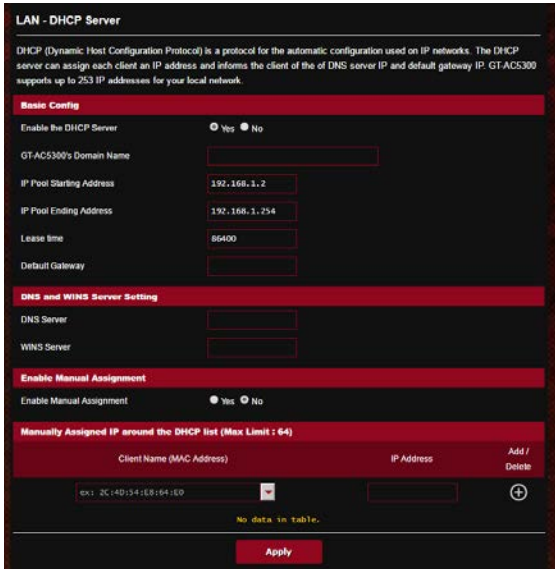 LAN - DHCP Server
DHCP (Dynamic Host Configuration Protocol) is a protocol for the automatic configuration used on IP networks. The DHCP
server can assign each client an IP address and informs the client of the of DNS server IP and default gateway IP. GT-AC5300
supports up to 253 IP addresses for your local network.
Basic Config
Enable the DHCP Server Yes No
GT-AC5300's Domain Name
IP Pool Starting Address 192.168.1.2
IP Pool Ending Address 192.168.1.254
Lease time 86400
Default Gateway
DNS and WINS Server Setting
DNS Server
WINS Server
Enable Manual Assignment
Enable Manual Assignment Yes No
Manually Assigned IP around the DHCP list (Max Limit : 64)
Client Name (MAC Address) IP Address Add / Delete
ex: 2C:4D:54:E8:64:E0
No data in table.
Apply